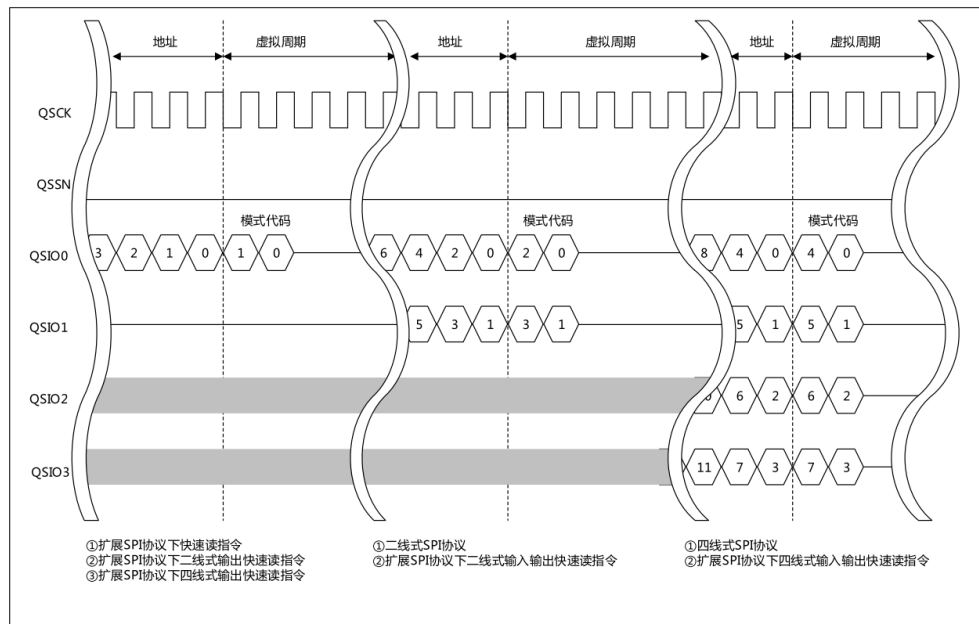 地址 虚拟周期 地址 虚拟周期 地址 虚拟周期
QSCK
QSSN
模式代码 模式代码 模式代码
QSIO0 3 2 1 0 1 0 6 4 2 0 2 0 8 4 0 4 0
QSIO1 5 3 1 3 1 5 1 5 1
QSIO2 6 2 6 2
QSIO3 11 7 3 7 3
①扩展SPI协议下快速读指令 ①二线式SPI协议 ①四线式SPI协议
②扩展SPI协议下二线式输出快速读指令 ②扩展SPI协议下二线式输入输出快速读指令 ②扩展SPI协议下四线式输入输出快速读指令
③扩展SPI协议下四线式输出快速读指令